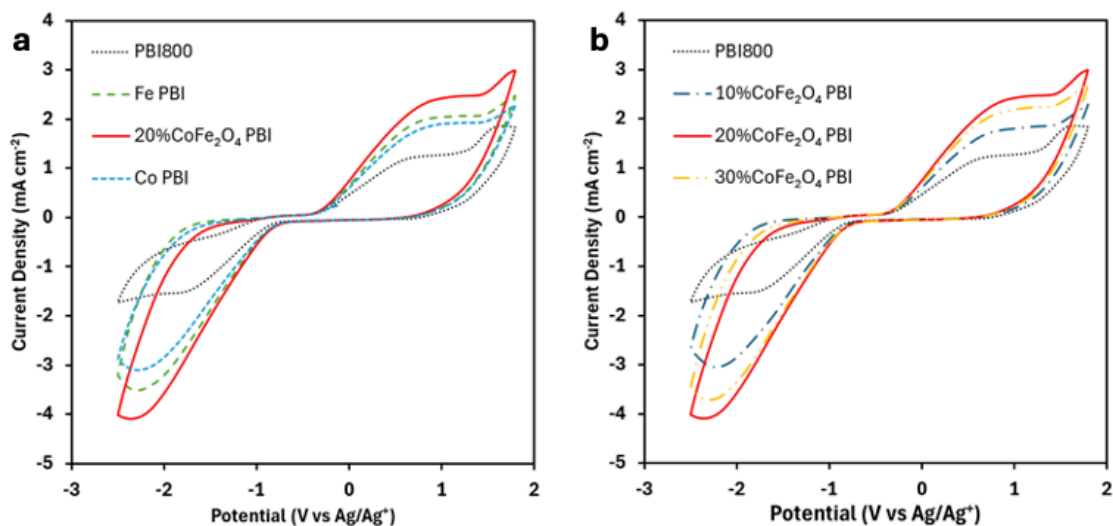 a
PBI800
Fe PBI
20%CoFe₂O₄ PBI
Co PBI
4
3
2
1
0
-1
-2
-3
-4
-5
-3
-2
-1
0
1
2
Current Density (mA cm⁻²)
Potential (V vs Ag/Ag⁺)
b
PBI800
10%CoFe₂O₄ PBI
20%CoFe₂O₄ PBI
30%CoFe₂O₄ PBI
4
3
2
1
0
-1
-2
-3
-4
-5
-3
-2
-1
0
1
2
Current Density (mA cm⁻²)
Potential (V vs Ag/Ag⁺)